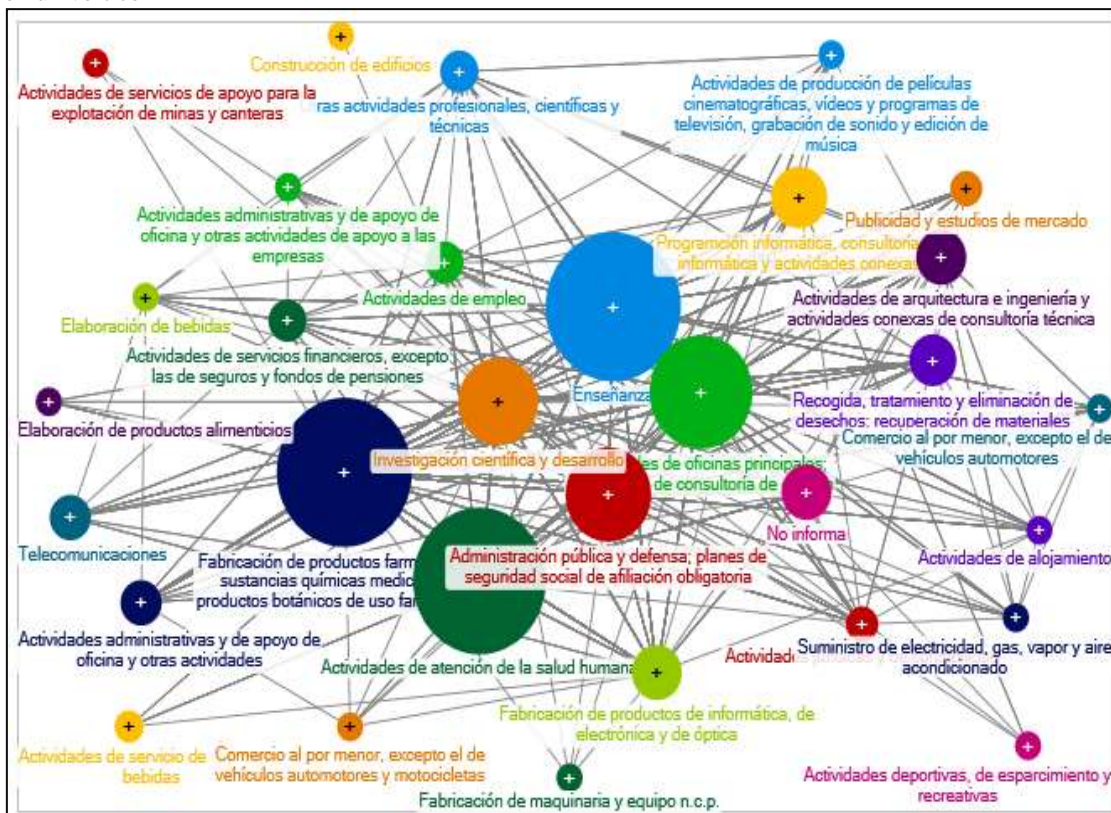 Construcción de edificios
Actividades de servicios de apoyo para la
explotación de minas y canteras
ras actividades profesionales, científicas y
técnicas
Actividades de producción de películas
cinematográficas, vídeos y programas de
televisión, grabación de sonido y edición de
música
Actividades administrativas y de apoyo de
oficina y otras actividades de apoyo a las
empresas
Publicidad y estudios de mercado
Programción informática, consultoría
informática y actividades conexas
Actividades de empleo
Actividades de arquitectura e ingeniería y
actividades conexas de consultoría técnica
Elaboración de bebidas
Actividades de servicios financieros, excepto
las de seguros y fondos de pensiones
Enseñanza
Recogida, tratamiento y eliminación de
desechos: recuperación de materiales
Elaboración de productos alimenticios
Comercio al por menor, excepto el de
vehículos automotores
Investigación científica y desarrollo
es de oficinas principales;
de consultoría de
No informa
Telecomunicaciones
Administración pública y defensa; planes de
seguridad social de afiliación obligatoria
Actividades de alojamiento
Fabricación de productos farm
sustancias químicas medic
productos botánicos de uso fa
Actividades administrativas y de apoyo de
oficina y otras actividades
Actividades de atención de la salud humana
Suministro de electricidad, gas, vapor y aire
acondicionado
Fabricación de productos de informática, de
electrónica y de óptica
Actividades de servicio de
bebidas
Comercio al por menor, excepto el de
vehículos automotores y motocicletas
Actividades deportivas, de esparcimiento y
recreativas
Fabricación de maquinaria y equipo n.c.p.